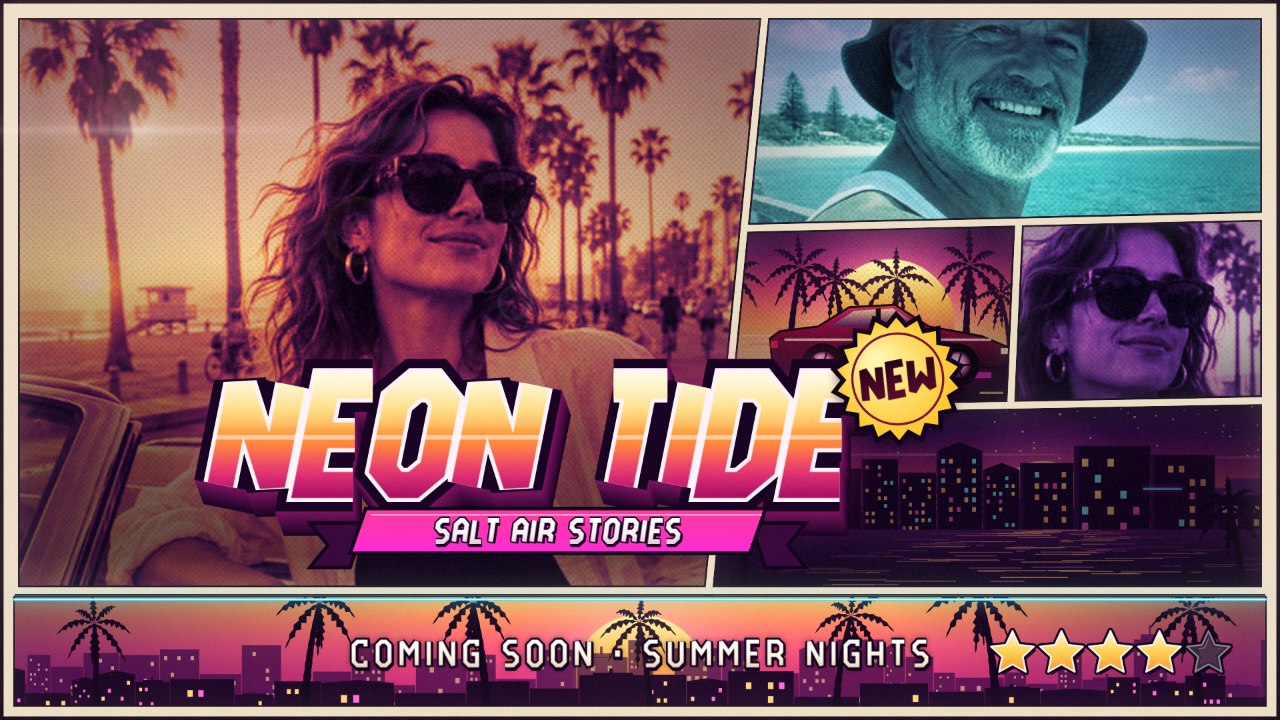 NEON TIDE
NEW
SALT AIR STORIES
COMING SOON · SUMMER NIGHTS